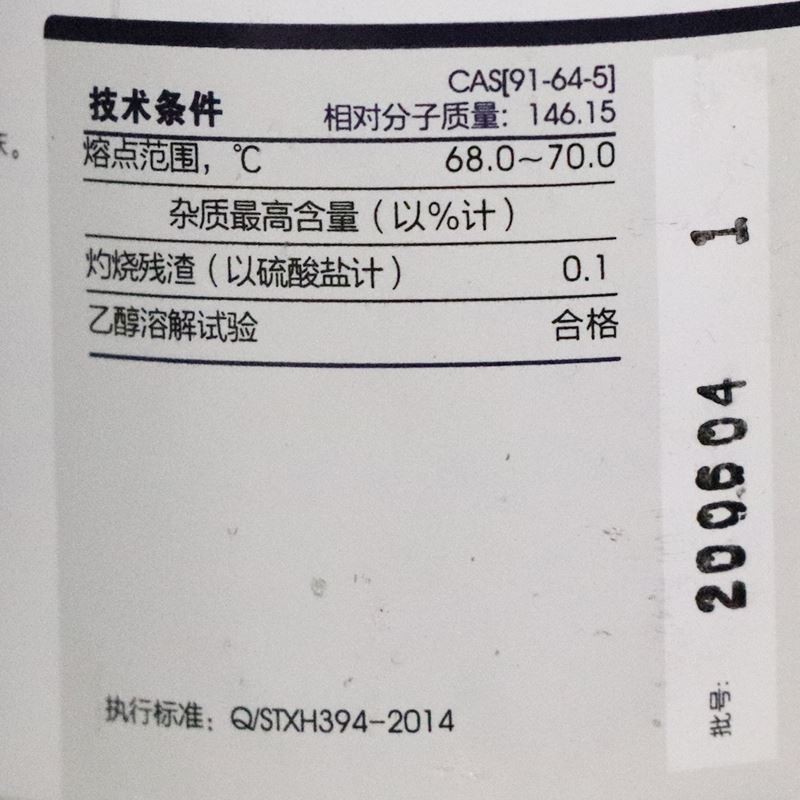 CAS[91-64-5]
技术条件 相对分子质量：146.15
熔点范围，℃ 68.0~70.0
杂质最高含量（以%计）
灼烧残渣（以硫酸盐计） 0.1
乙醇溶解试验 合格
执行标准：Q/STXH394-2014
批号：209604 1